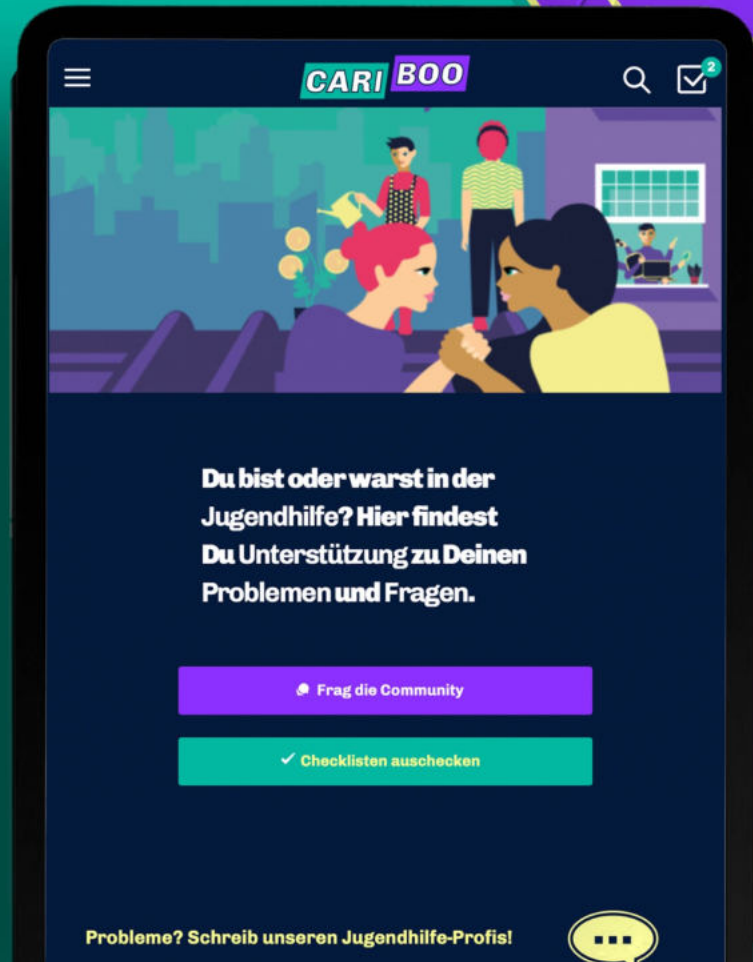 CARI BOO
2
Du bist oder warst in der
Jugendhilfe? Hier findest
Du Unterstützung zu Deinen
Problemen und Fragen.
Frag die Community
Checklisten auschecken
Probleme? Schreib unseren Jugendhilfe-Profis!